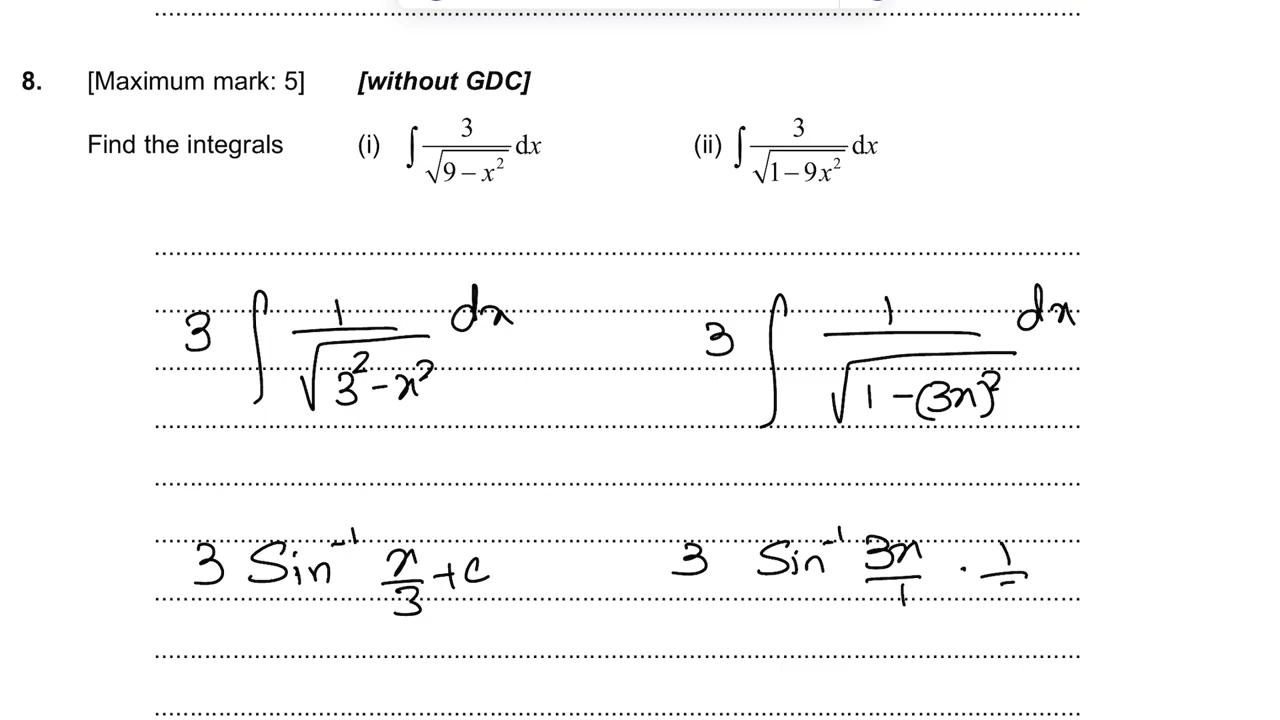 8. [Maximum mark: 5] [without GDC]
Find the integrals (i) ∫ 3/√(9 − x²) dx (ii) ∫ 3/√(1 − 9x²) dx
3 ∫ 1/√(3² − x²) dx 3 ∫ 1/√(1 − (3x)²) dx
3 Sin⁻¹ x/3 + c 3 Sin⁻¹ 3x/1 · 1/